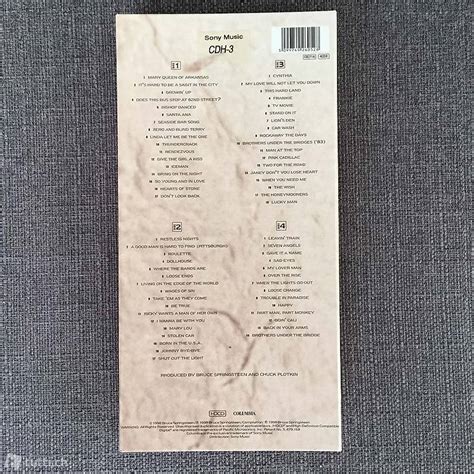 Sony Music
CDH-3
1
MARY QUEEN OF ARKANSAS
IT'S HARD TO BE A SAINT IN THE CITY
GROWIN' UP
DOES THIS BUS STOP AT 82ND STREET?
BISHOP DANCED
SANTA ANA
SEASIDE BAR SONG
ZERO AND BLIND TERRY
LINDA LET ME BE THE ONE
THUNDERCRACK
RENDEZVOUS
GIVE THE GIRL A KISS
ICEMAN
BRING ON THE NIGHT
SO YOUNG AND IN LOVE
HEARTS OF STONE
DON'T LOOK BACK
2
RESTLESS NIGHTS
A GOOD MAN IS HARD TO FIND (PITTSBURGH)
ROULETTE
DOLLHOUSE
WHERE THE BANDS ARE
LOOSE ENDS
LIVING ON THE EDGE OF THE WORLD
WAGES OF SIN
TAKE 'EM AS THEY COME
BE TRUE
RICKY WANTS A MAN OF HER OWN
I WANNA BE WITH YOU
MARY LOU
STOLEN CAR
BORN IN THE U.S.A.
JOHNNY BYE-BYE
SHUT OUT THE LIGHT
3
CYNTHIA
MY LOVE WILL NOT LET YOU DOWN
THIS HARD LAND
FRANKIE
TV MOVIE
STAND ON IT
LION'S DEN
CAR WASH
ROCKAWAY THE DAYS
BROTHERS UNDER THE BRIDGES ('83)
MAN AT THE TOP
PINK CADILLAC
TWO FOR THE ROAD
JANEY DON'T YOU LOSE HEART
WHEN YOU NEED ME
THE WISH
THE HONEYMOONERS
LUCKY MAN
4
LEAVIN' TRAIN
SEVEN ANGELS
GAVE IT A NAME
SAD EYES
MY LOVER MAN
OVER THE RISE
WHEN THE LIGHTS GO OUT
LOOSE CHANGE
TROUBLE IN PARADISE
HAPPY
PART MAN, PART MONKEY
GOIN' CALI
BACK IN YOUR ARMS
BROTHERS UNDER THE BRIDGE
PRODUCED BY BRUCE SPRINGSTEEN AND CHUCK PLOTKIN
HDCD COLUMBIA